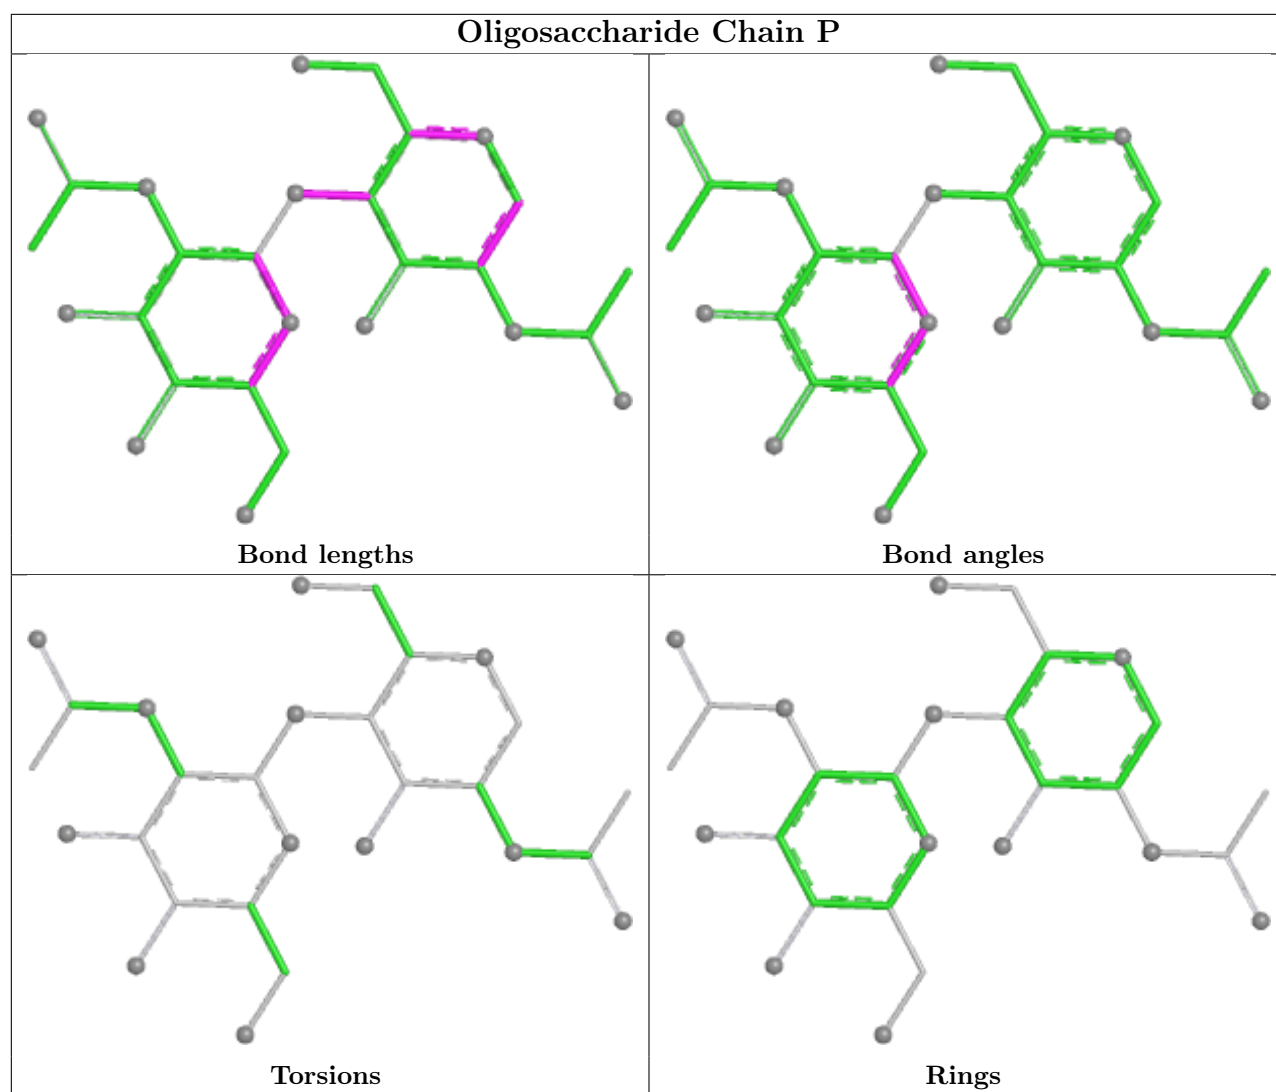 Oligosaccharide Chain P
Bond lengths
Bond angles
Torsions
Rings